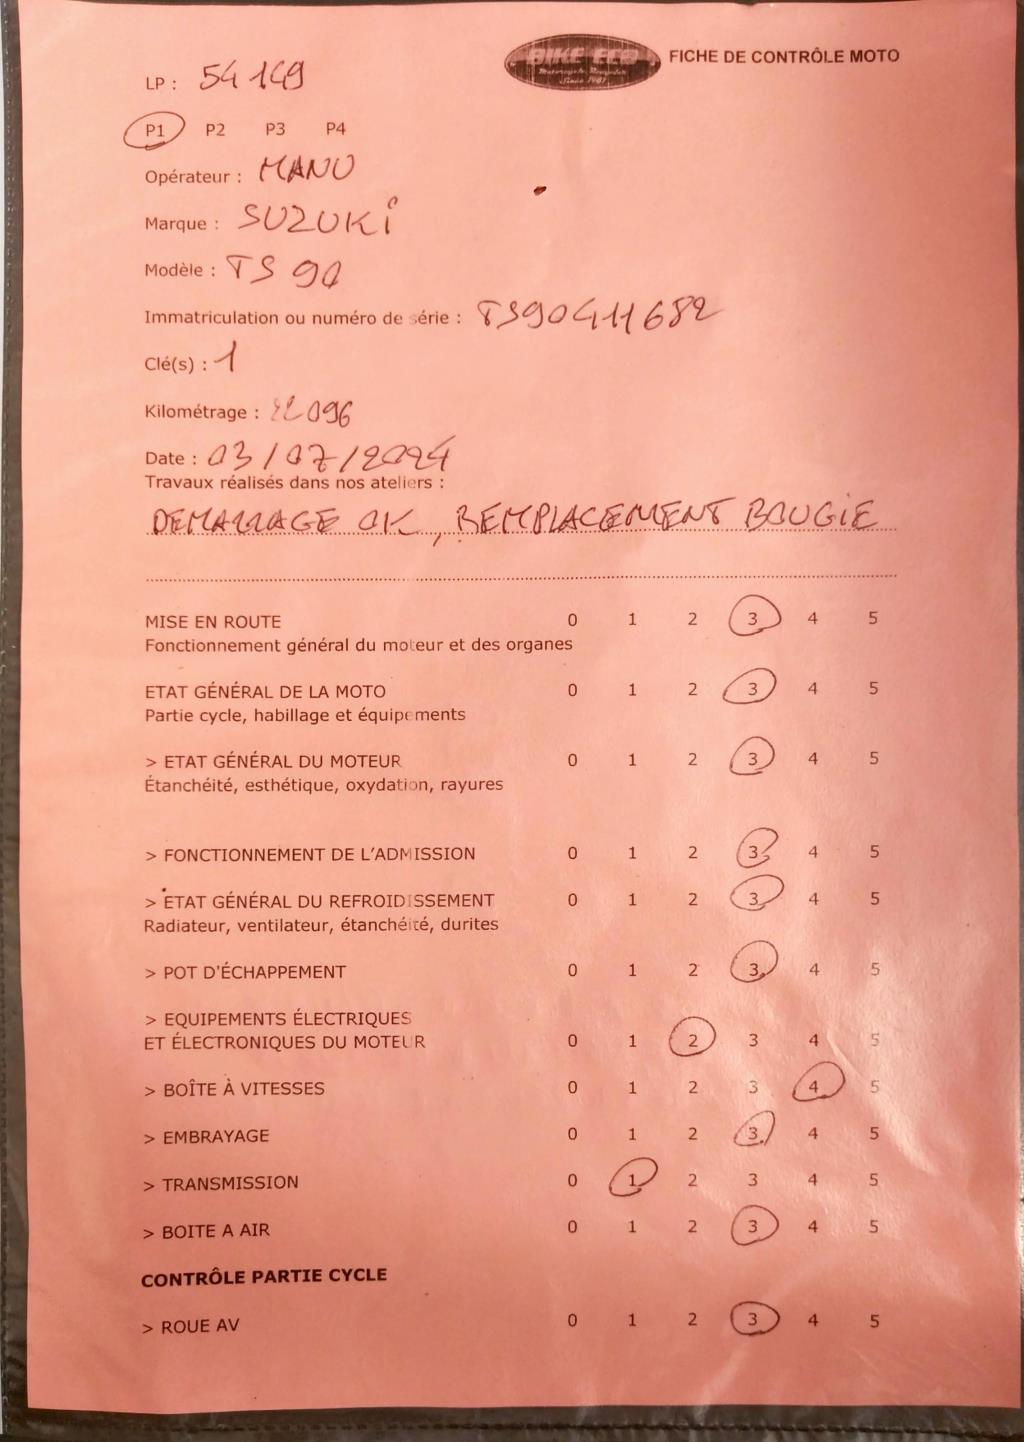 BIKE ECO
Since 1987
FICHE DE CONTRÔLE MOTO
LP : 54149
P1 P2 P3 P4
Opérateur : MANU
Marque : SUZUKi
Modèle : TS 90
Immatriculation ou numéro de série : TS90411682
Clé(s) : 1
Kilométrage : 22096
Date : 03/07/2024
Travaux réalisés dans nos ateliers :
DEMARRAGE OK, REMPLACEMENT BOUGiE
MISE EN ROUTE 0 1 2 3 4 5
Fonctionnement général du moteur et des organes
ETAT GÉNÉRAL DE LA MOTO 0 1 2 3 4 5
Partie cycle, habillage et équipements
> ETAT GÉNÉRAL DU MOTEUR 0 1 2 3 4 5
Étanchéité, esthétique, oxydation, rayures
> FONCTIONNEMENT DE L'ADMISSION 0 1 2 3 4 5
> ETAT GÉNÉRAL DU REFROIDISSEMENT 0 1 2 3 4 5
Radiateur, ventilateur, étanchéité, durites
> POT D'ÉCHAPPEMENT 0 1 2 3 4 5
> EQUIPEMENTS ÉLECTRIQUES
ET ÉLECTRONIQUES DU MOTEUR 0 1 2 3 4 5
> BOÎTE À VITESSES 0 1 2 3 4 5
> EMBRAYAGE 0 1 2 3 4 5
> TRANSMISSION 0 1 2 3 4 5
> BOITE A AIR 0 1 2 3 4 5
CONTRÔLE PARTIE CYCLE
> ROUE AV 0 1 2 3 4 5